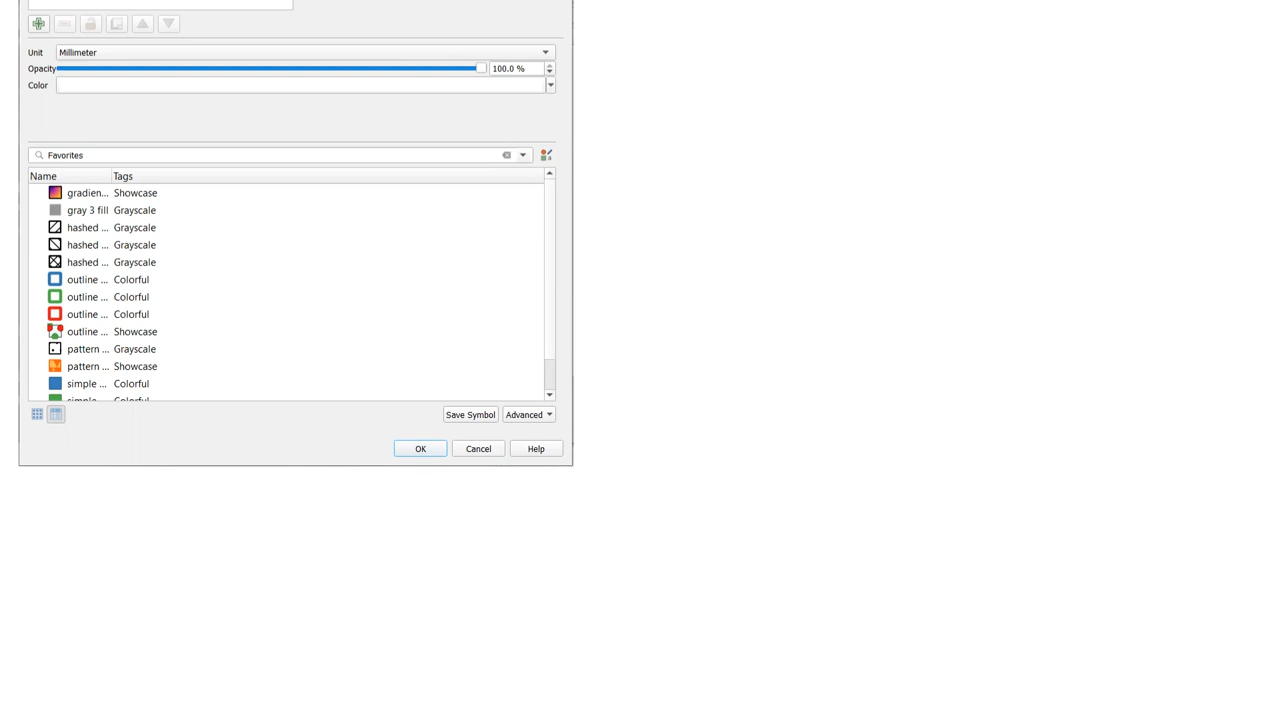 Unit Millimeter
Opacity 100.0 %
Color
Favorites
Name Tags
gradien... Showcase
gray 3 fill Grayscale
hashed ... Grayscale
hashed ... Grayscale
hashed ... Grayscale
outline ... Colorful
outline ... Colorful
outline ... Colorful
outline ... Showcase
pattern ... Grayscale
pattern ... Showcase
simple ... Colorful
simple ... Colorful
Save Symbol Advanced
OK Cancel Help